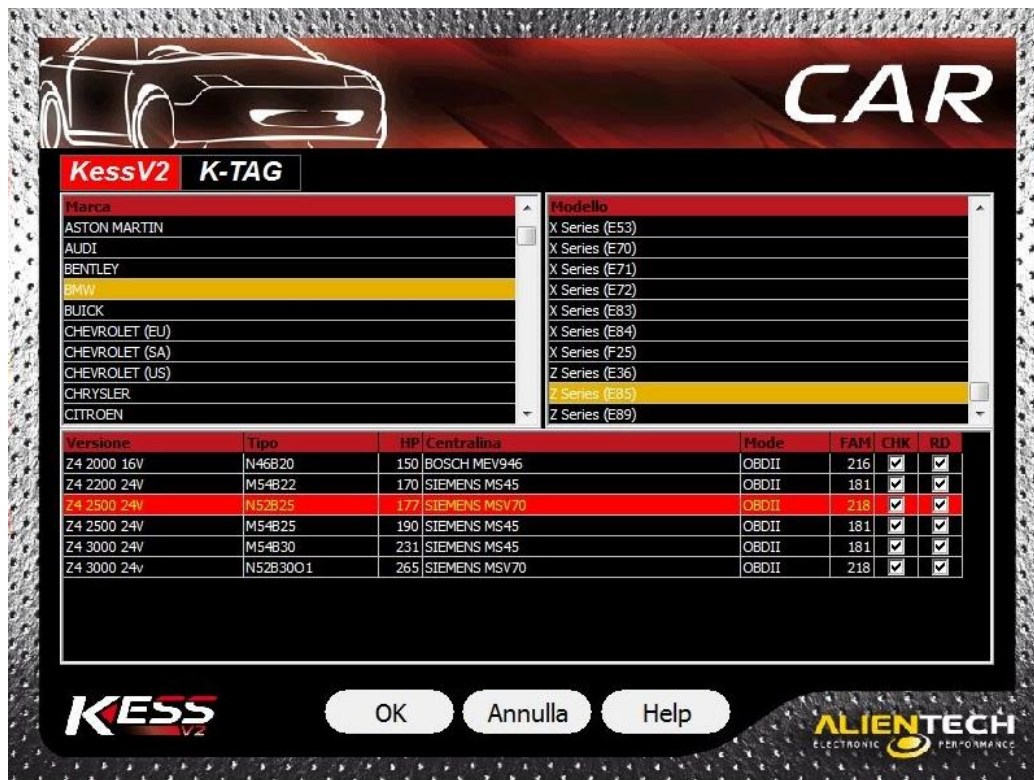 CAR
KessV2 K-TAG
Marca
ASTON MARTIN
AUDI
BENTLEY
BMW
BUICK
CHEVROLET (EU)
CHEVROLET (SA)
CHEVROLET (US)
CHRYSLER
CITROEN
Modello
X Series (E53)
X Series (E70)
X Series (E71)
X Series (E72)
X Series (E83)
X Series (E84)
X Series (F25)
Z Series (E36)
Z Series (E85)
Z Series (E89)
Versione Tipo HP Centralina Mode FAM CHK RD
Z4 2000 16V N46B20 150 BOSCH MEV946 OBDII 216
Z4 2200 24V M54B22 170 SIEMENS MS45 OBDII 181
Z4 2500 24V N52B25 177 SIEMENS MSV70 OBDII 218
Z4 2500 24V M54B25 190 SIEMENS MS45 OBDII 181
Z4 3000 24V M54B30 231 SIEMENS MS45 OBDII 181
Z4 3000 24v N52B30O1 265 SIEMENS MSV70 OBDII 218
KESS V2
OK Annulla Help
ALIENTECH
ELECTRONIC PERFORMANCE